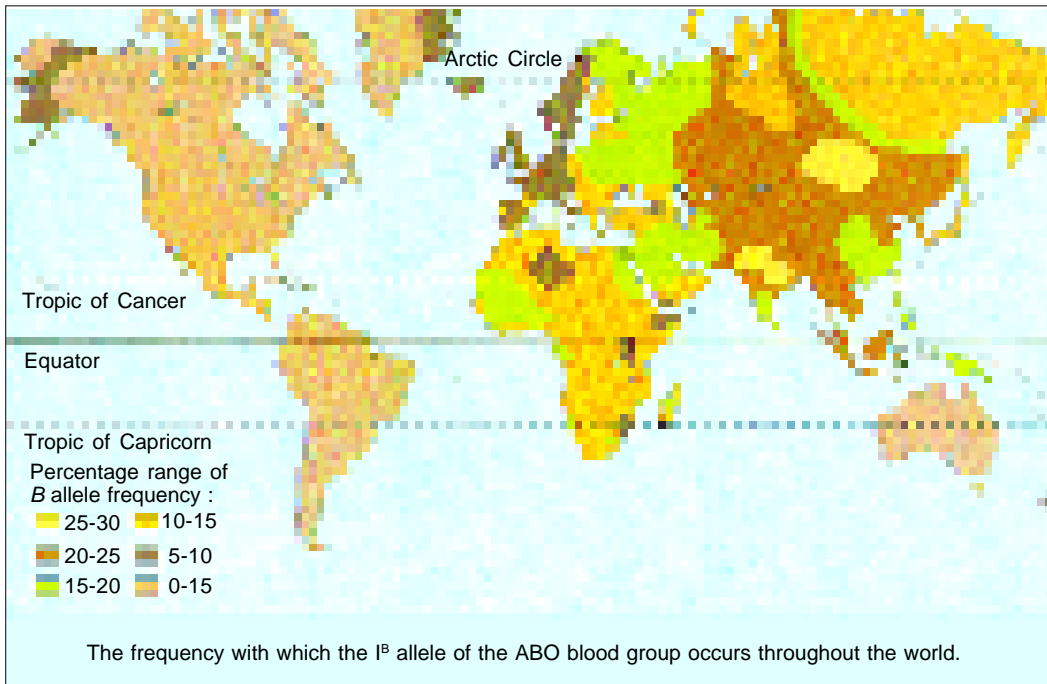 Arctic Circle
Tropic of Cancer
Equator
Tropic of Capricorn
Percentage range of
B allele frequency :
25-30 10-15
20-25 5-10
15-20 0-15
The frequency with which the Iᴮ allele of the ABO blood group occurs throughout the world.